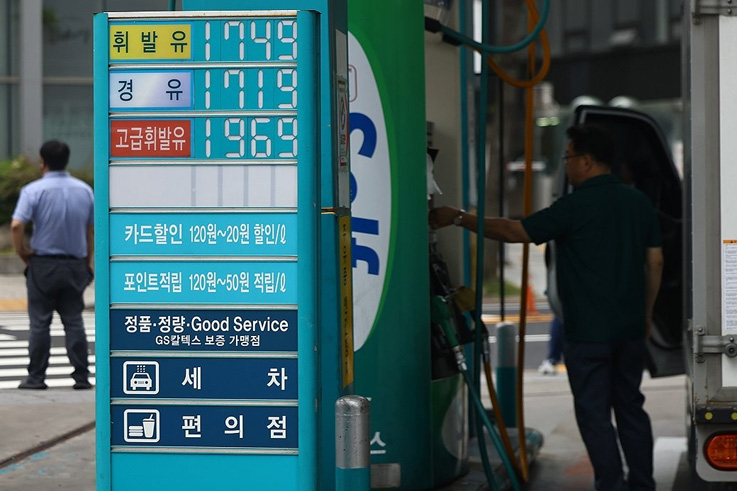 휘발유 1749
경유 1719
고급휘발유 1969
카드할인 120원~20원 할인/ℓ
포인트적립 120원~50원 적립/ℓ
정품·정량·Good Service
GS칼텍스 보증 가맹점
세 차
편 의 점
GS
스